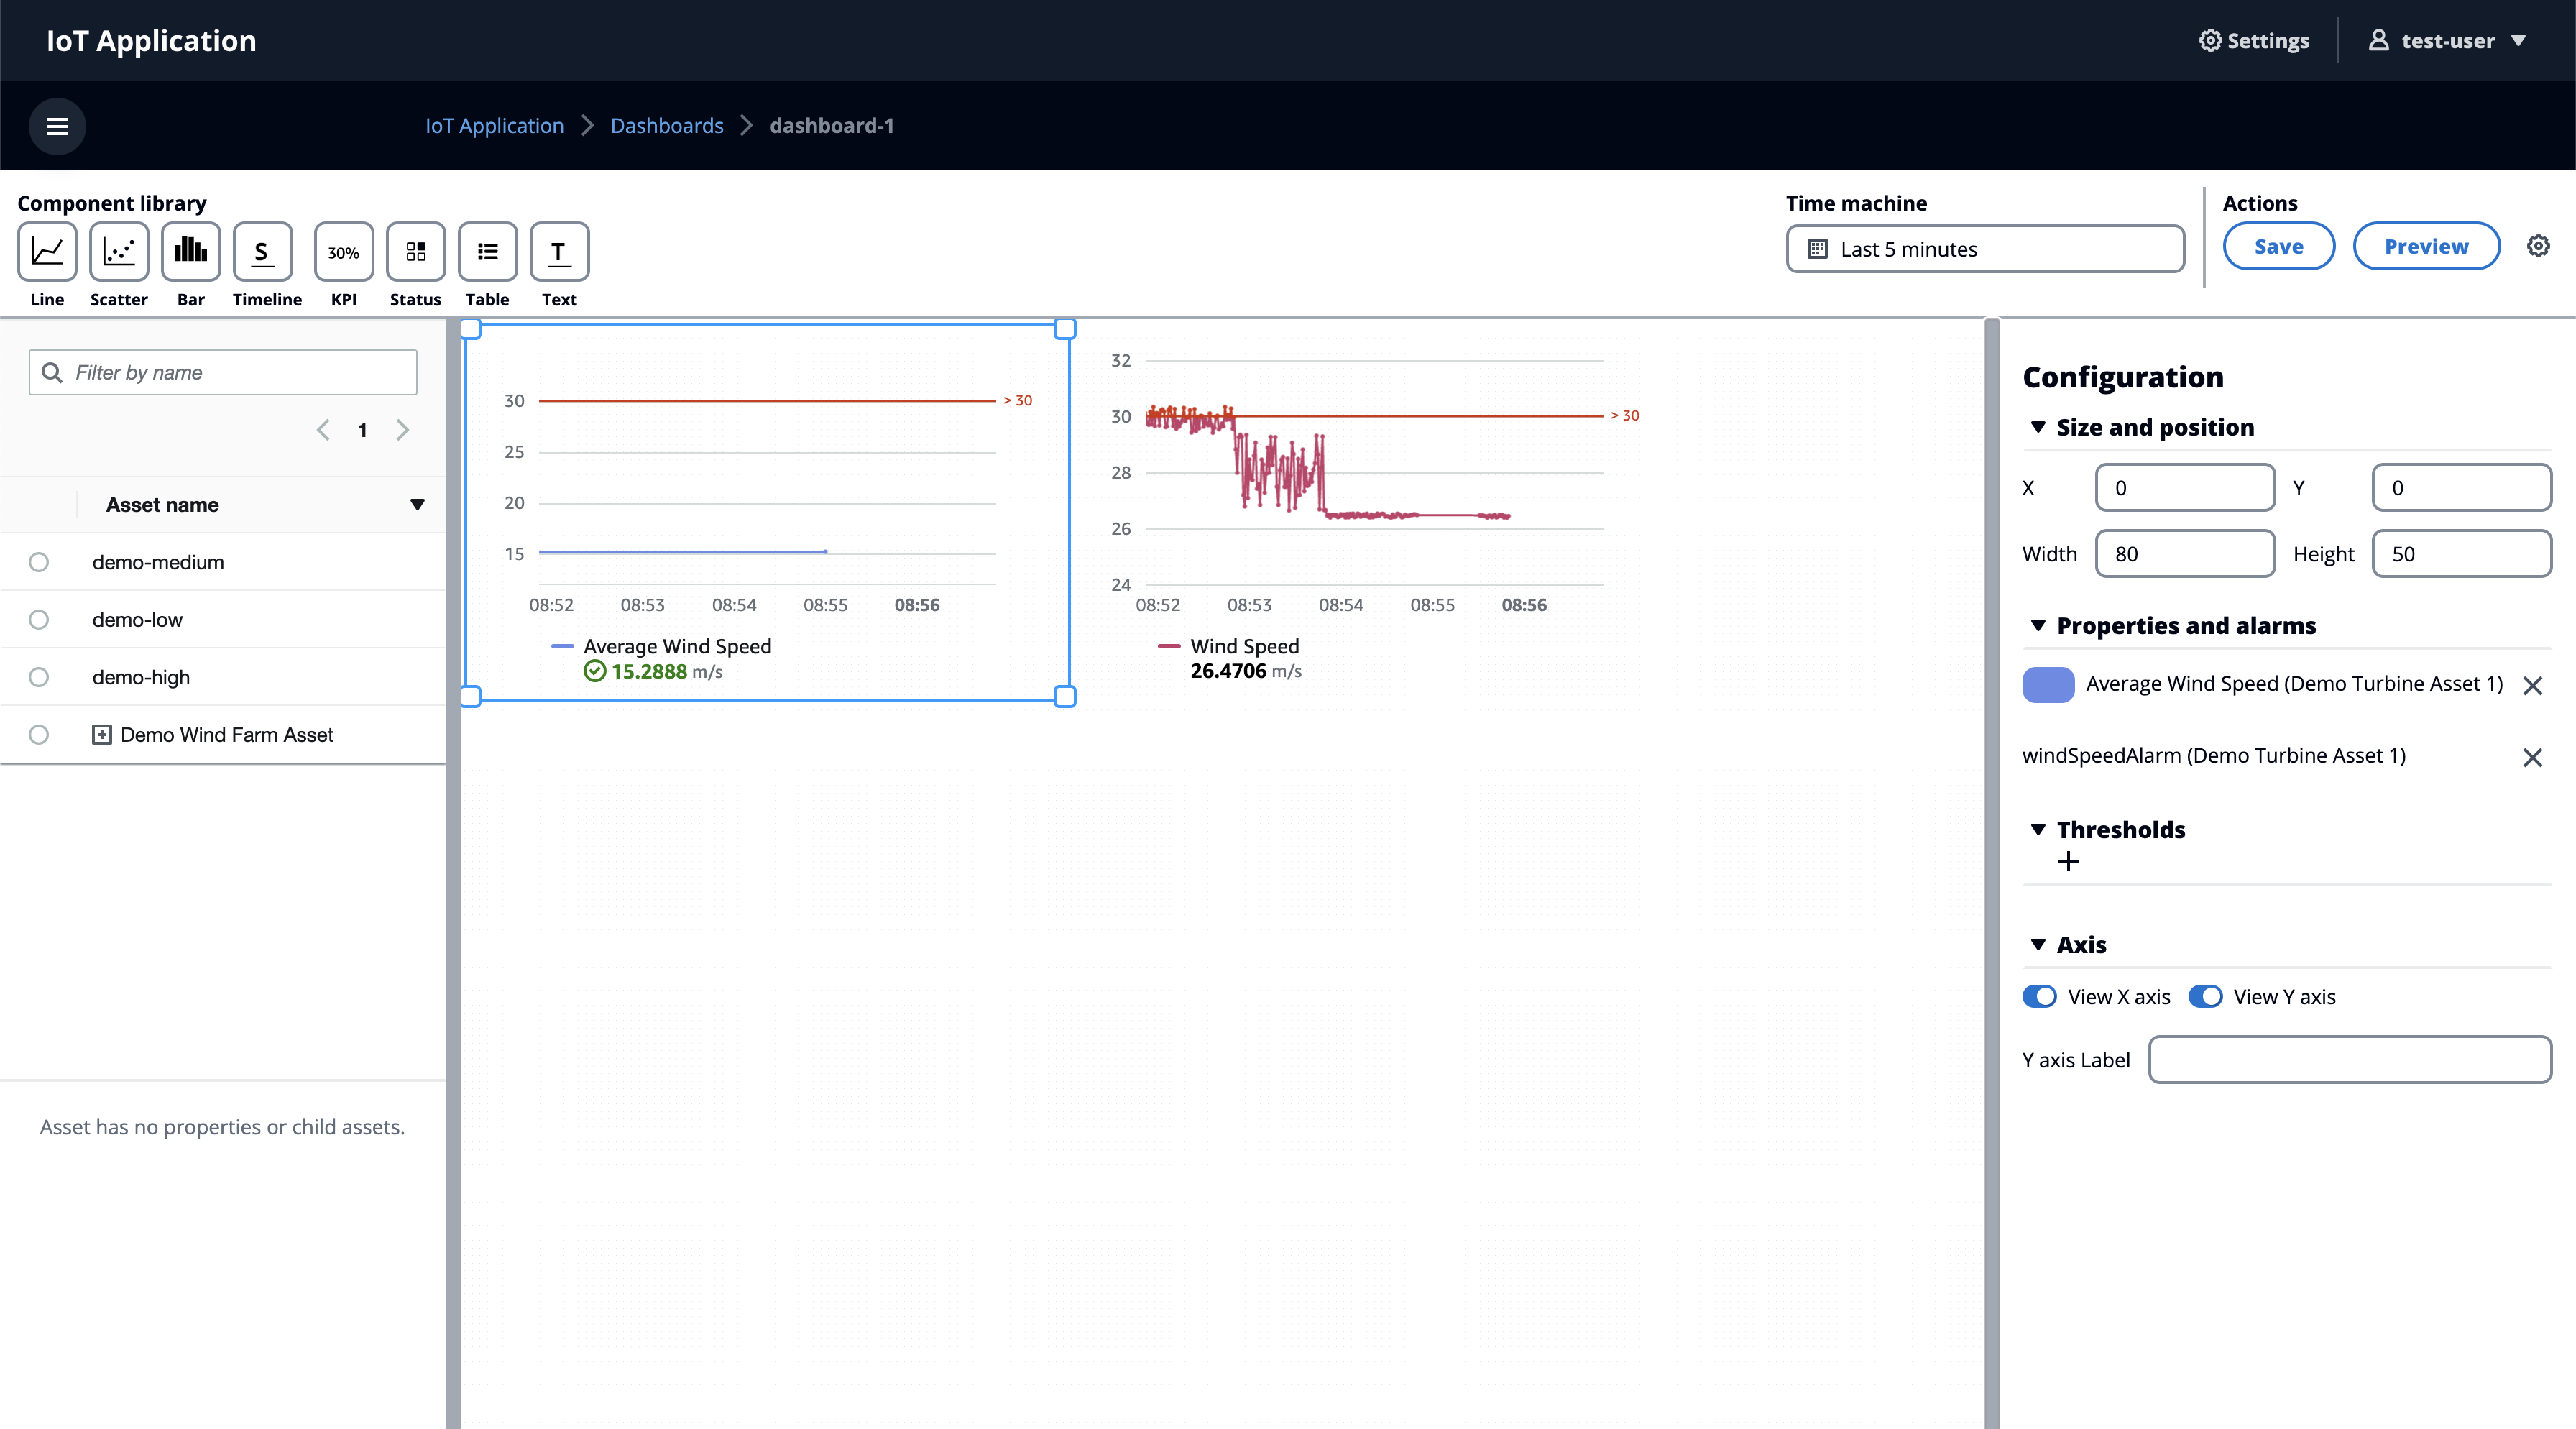 IoT Application
Settings
test-user
IoT Application
Dashboards
dashboard-1
Component library
Line
Scatter
Bar
S
Timeline
30%
KPI
Status
Table
T
Text
Time machine
Last 5 minutes
Actions
Save
Preview
Filter by name
1
Asset name
demo-medium
demo-low
demo-high
Demo Wind Farm Asset
Asset has no properties or child assets.
30
> 30
25
20
15
08:52 08:53 08:54 08:55 08:56
Average Wind Speed
15.2888 m/s
32
30
> 30
28
26
24
08:52 08:53 08:54 08:55 08:56
Wind Speed
26.4706 m/s
Configuration
Size and position
X 0 Y 0
Width 80 Height 50
Properties and alarms
Average Wind Speed (Demo Turbine Asset 1)
windSpeedAlarm (Demo Turbine Asset 1)
Thresholds
Axis
View X axis View Y axis
Y axis Label